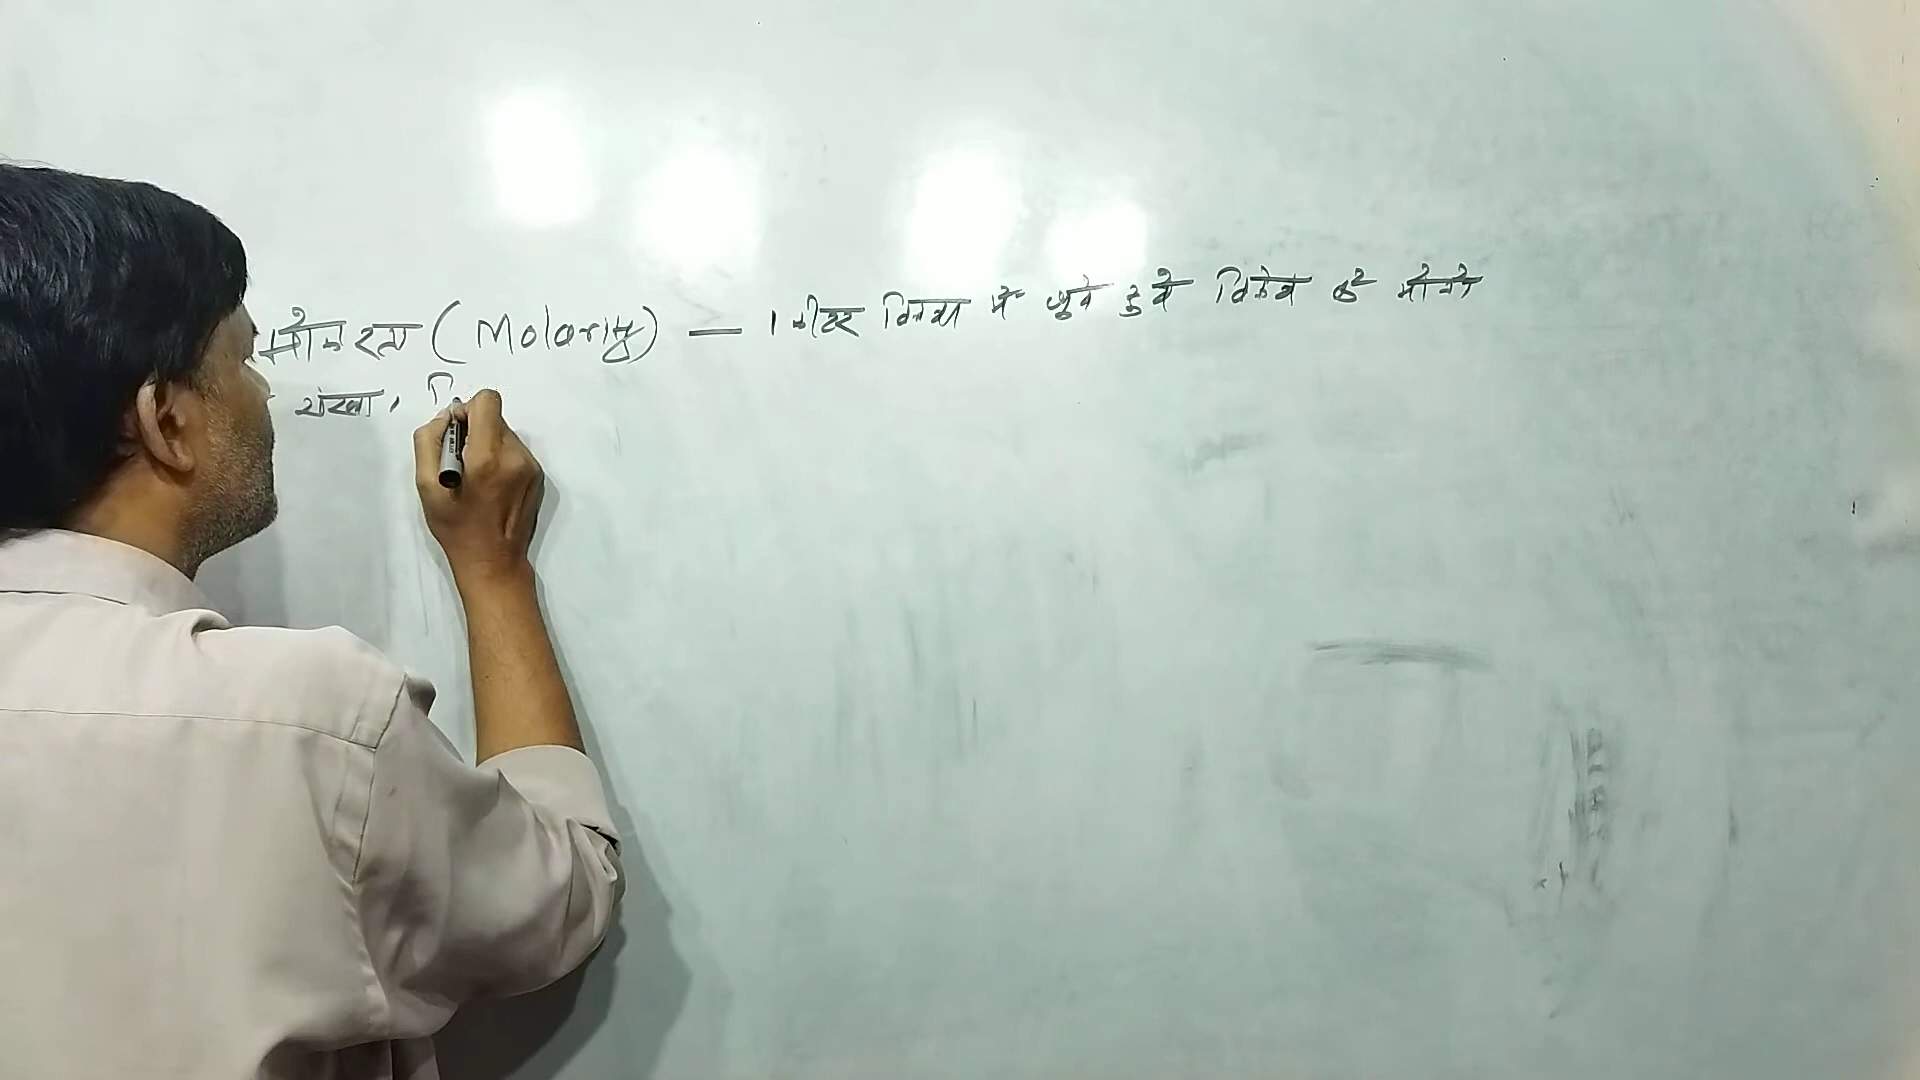 मोलरता (Molarity) — 1 लीटर विलयन में घुले हुये विलेय के मोलो
संख्या,